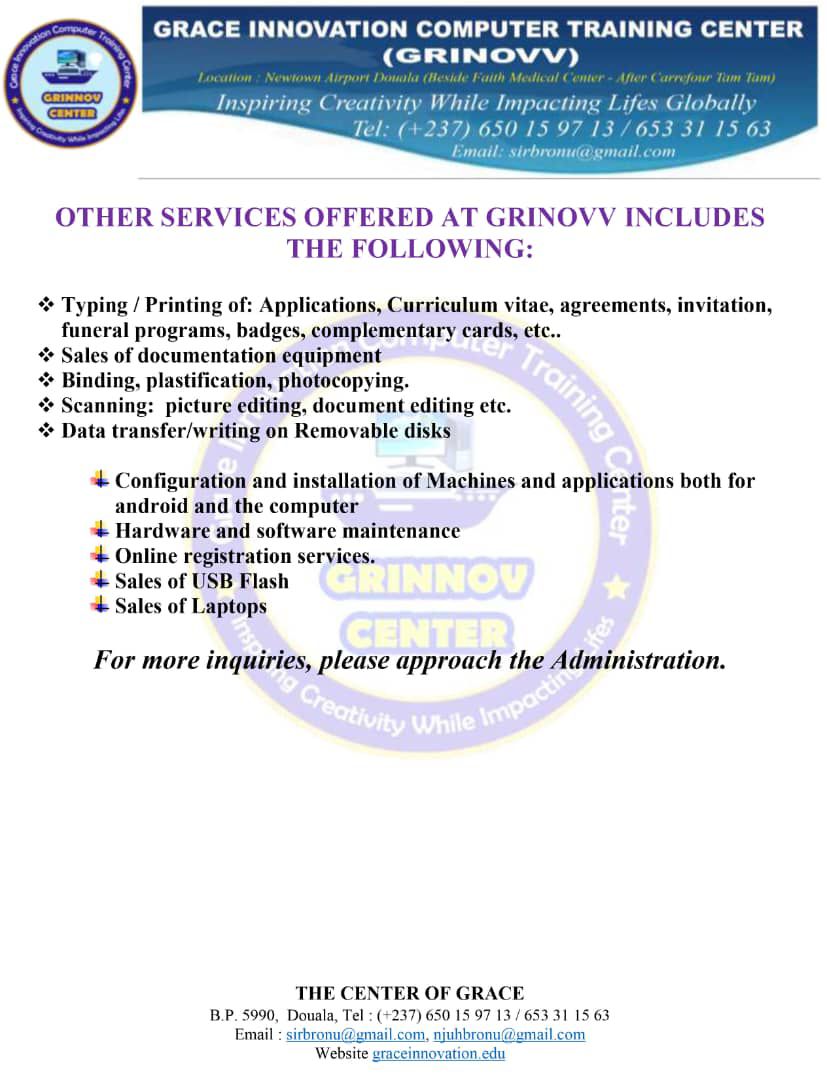 Grace Innovation Computer Training Center
GRINNOV
CENTER
Inspiring Creativity While Impacting Lifes
GRACE INNOVATION COMPUTER TRAINING CENTER
(GRINOVV)
Location : Newtown Airport Douala (Beside Faith Medical Center - After Carrefour Tam Tam)
Inspiring Creativity While Impacting Lifes Globally
Tel: (+237) 650 15 97 13 / 653 31 15 63
Email: sirbronu@gmail.com
OTHER SERVICES OFFERED AT GRINOVV INCLUDES
THE FOLLOWING:
❖ Typing / Printing of: Applications, Curriculum vitae, agreements, invitation,
funeral programs, badges, complementary cards, etc..
❖ Sales of documentation equipment
❖ Binding, plastification, photocopying.
❖ Scanning: picture editing, document editing etc.
❖ Data transfer/writing on Removable disks
Configuration and installation of Machines and applications both for
android and the computer
Hardware and software maintenance
Online registration services.
Sales of USB Flash
Sales of Laptops
For more inquiries, please approach the Administration.
Grace Innovation Computer Training Center
GRINNOV
CENTER
Inspiring Creativity While Impacting Lifes
THE CENTER OF GRACE
B.P. 5990, Douala, Tel : (+237) 650 15 97 13 / 653 31 15 63
Email : sirbronu@gmail.com, njuhbronu@gmail.com
Website graceinnovation.edu